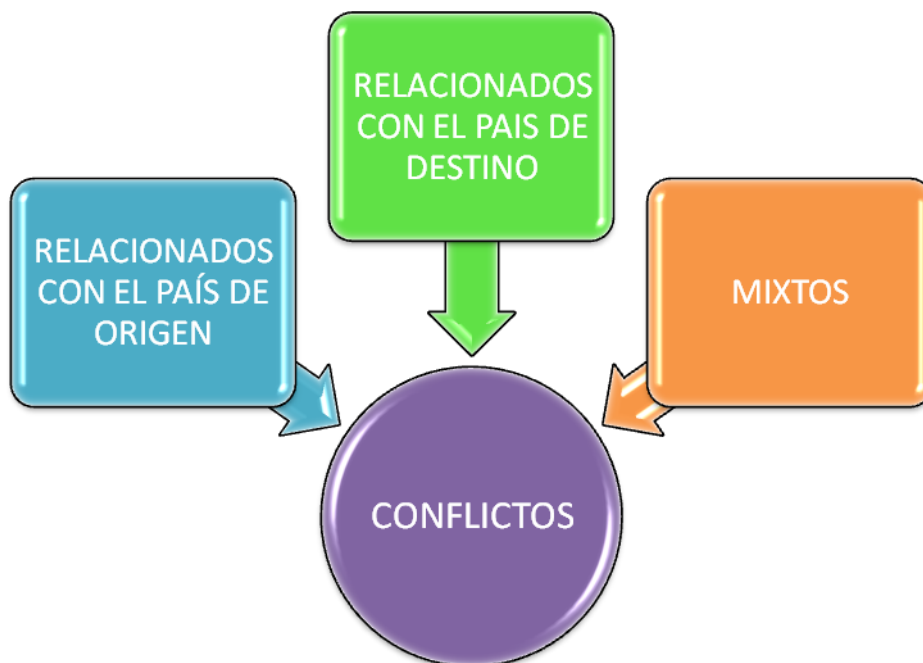 RELACIONADOS
CON EL PAIS DE
DESTINO
RELACIONADOS
CON EL PAÍS DE
ORIGEN
MIXTOS
CONFLICTOS